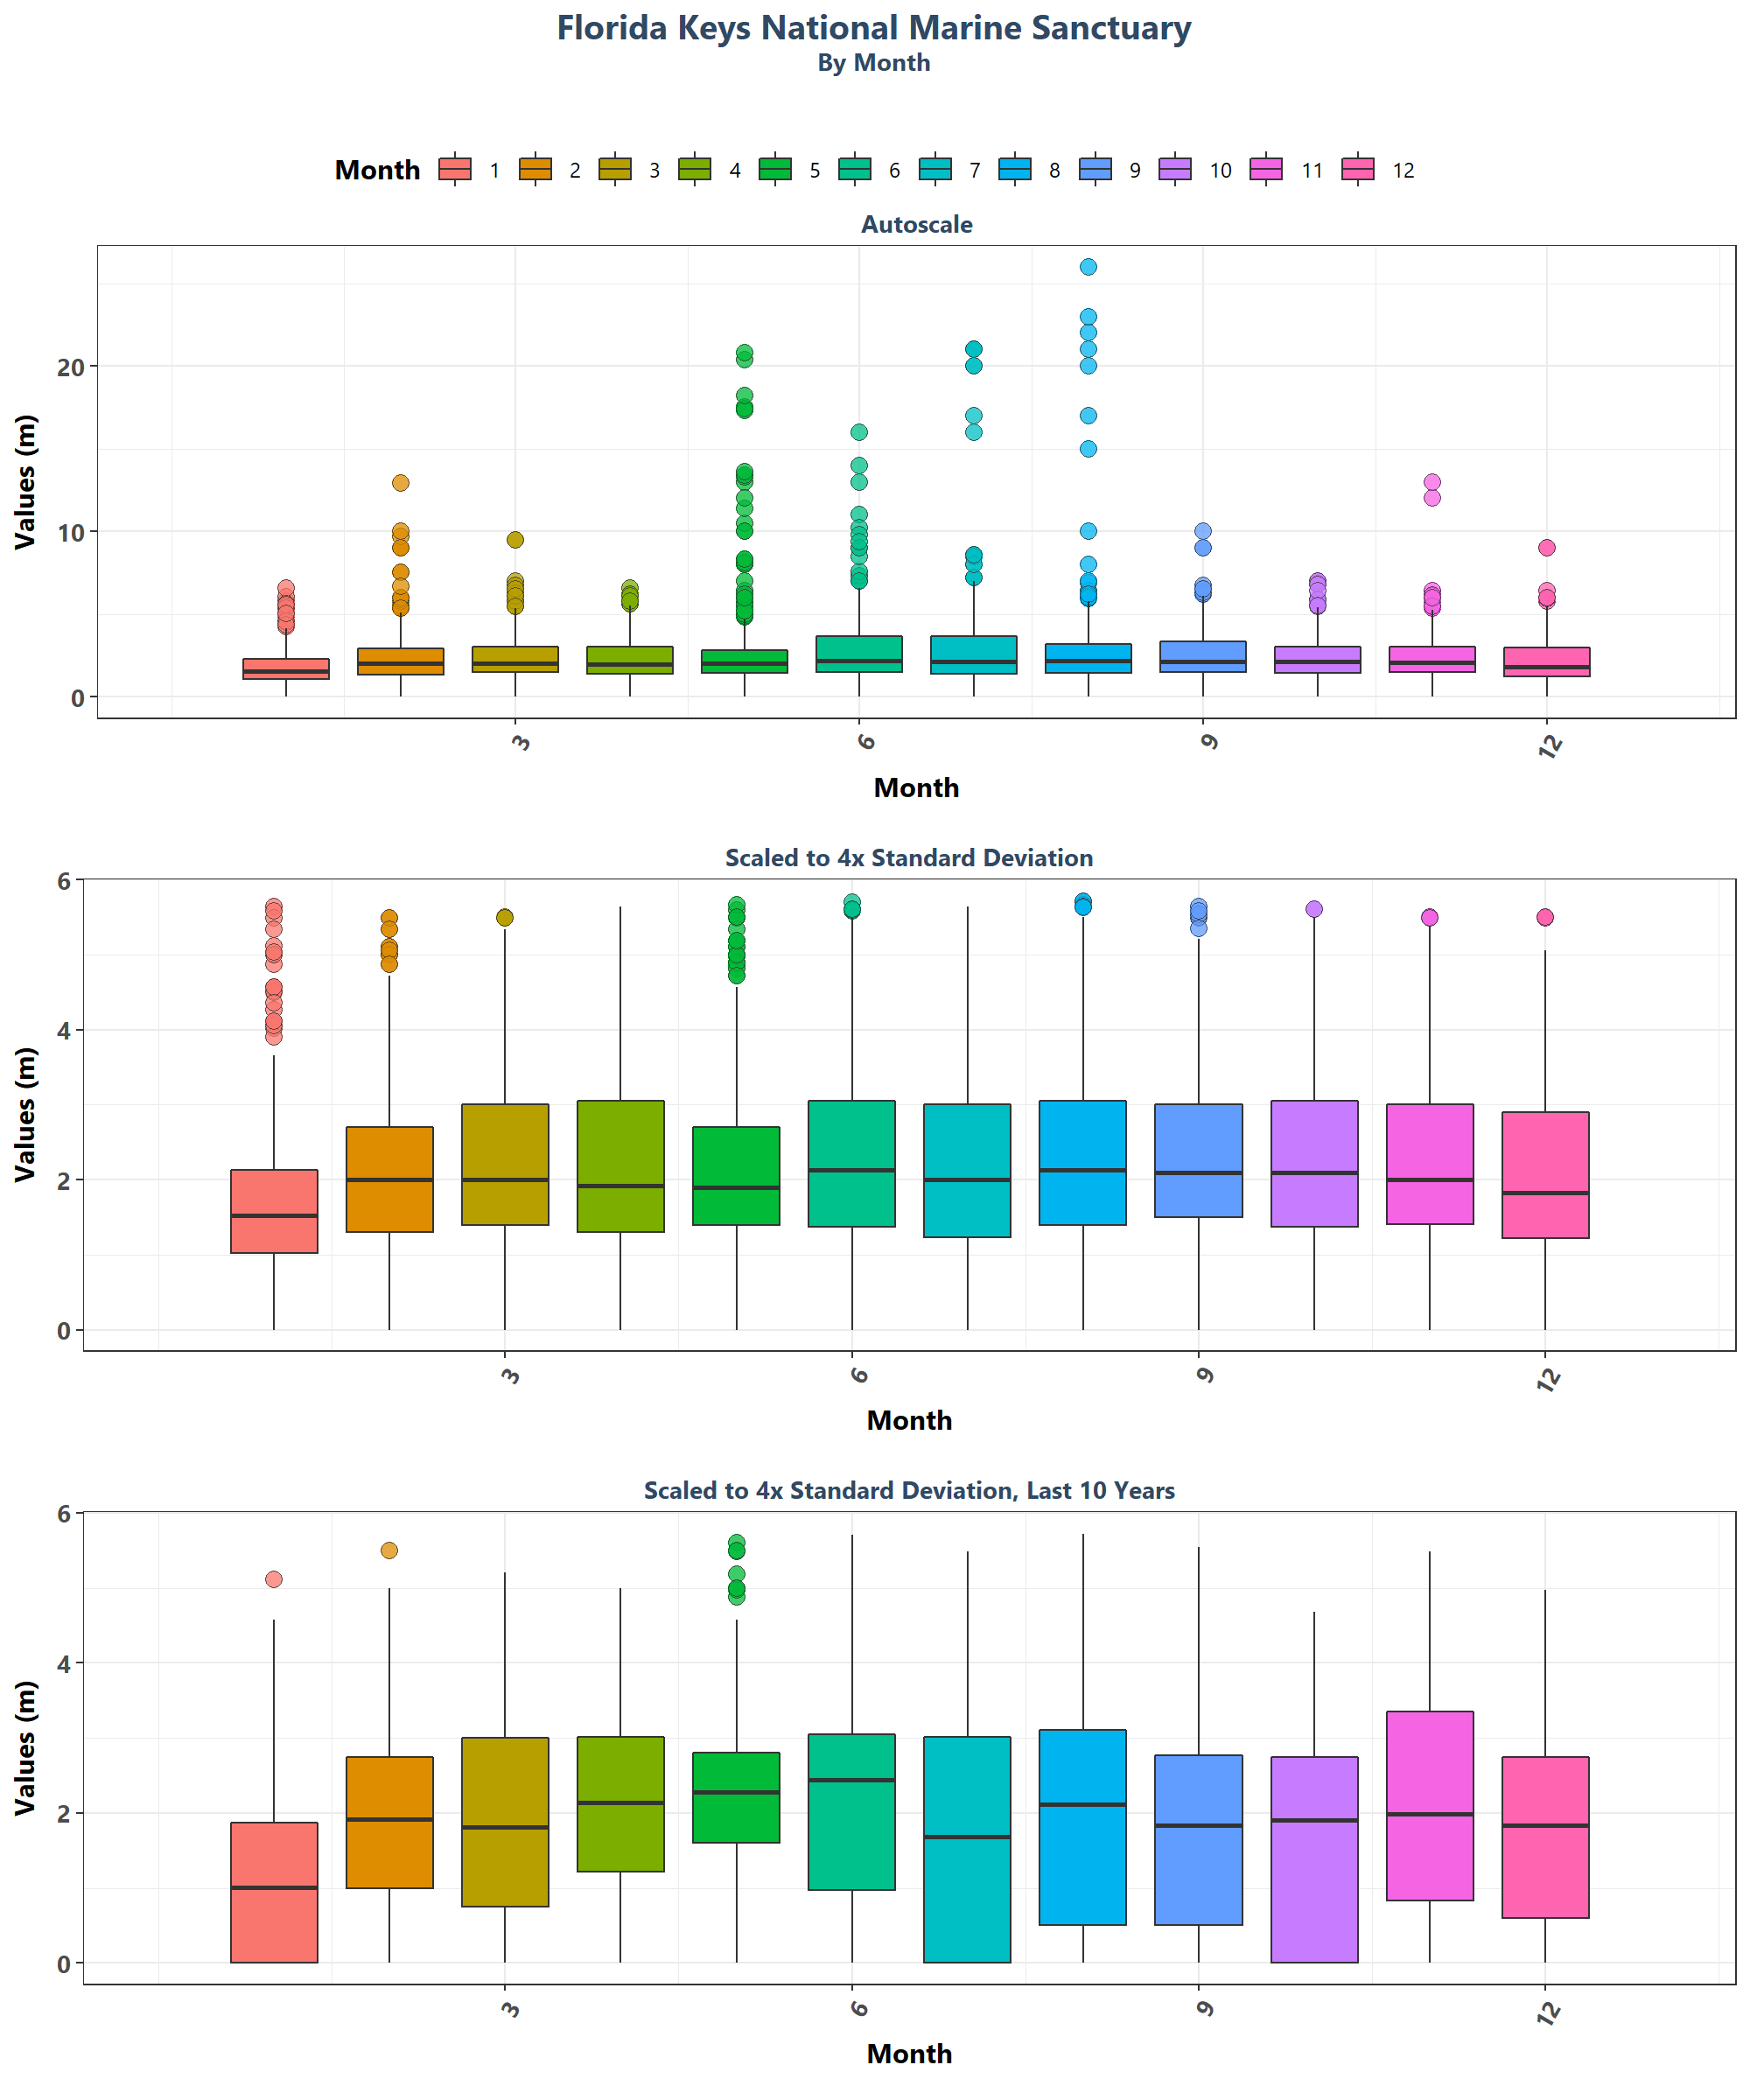 Florida Keys National Marine Sanctuary
By Month
Month 1 2 3 4 5 6 7 8 9 10 11 12
Autoscale
Values (m)
20
10
0
3 6 9 12
Month
Scaled to 4x Standard Deviation
Values (m)
6
4
2
0
3 6 9 12
Month
Scaled to 4x Standard Deviation, Last 10 Years
Values (m)
6
4
2
0
3 6 9 12
Month